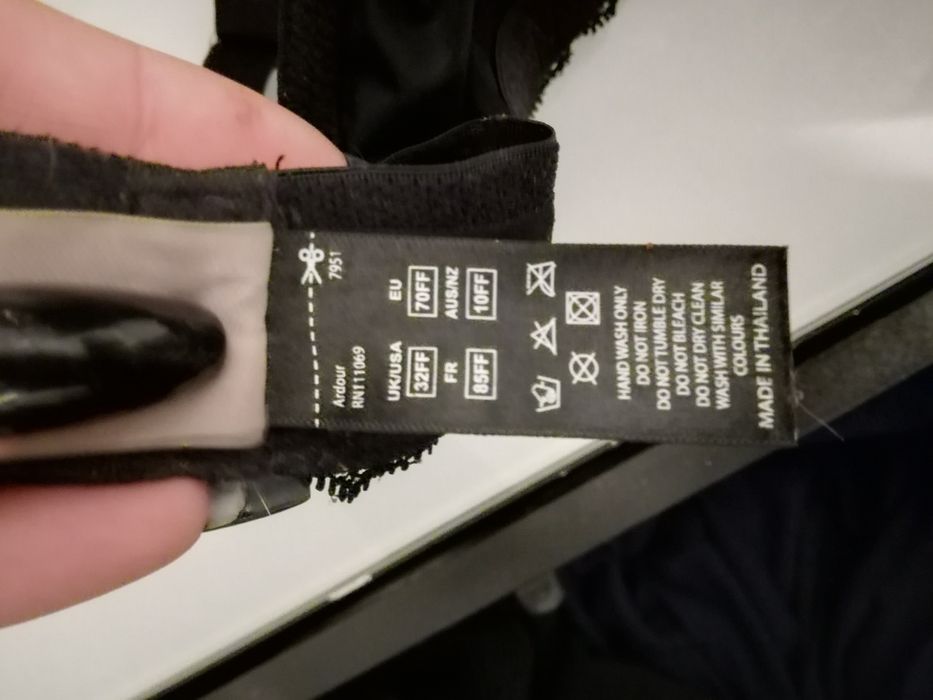 7951
Ardour
RN111069
UK/USA EU
32FF 70FF
FR AUS/NZ
85FF 10FF
HAND WASH ONLY
DO NOT IRON
DO NOT TUMBLE DRY
DO NOT BLEACH
DO NOT DRY CLEAN
WASH WITH SIMILAR
COLOURS
MADE IN THAILAND